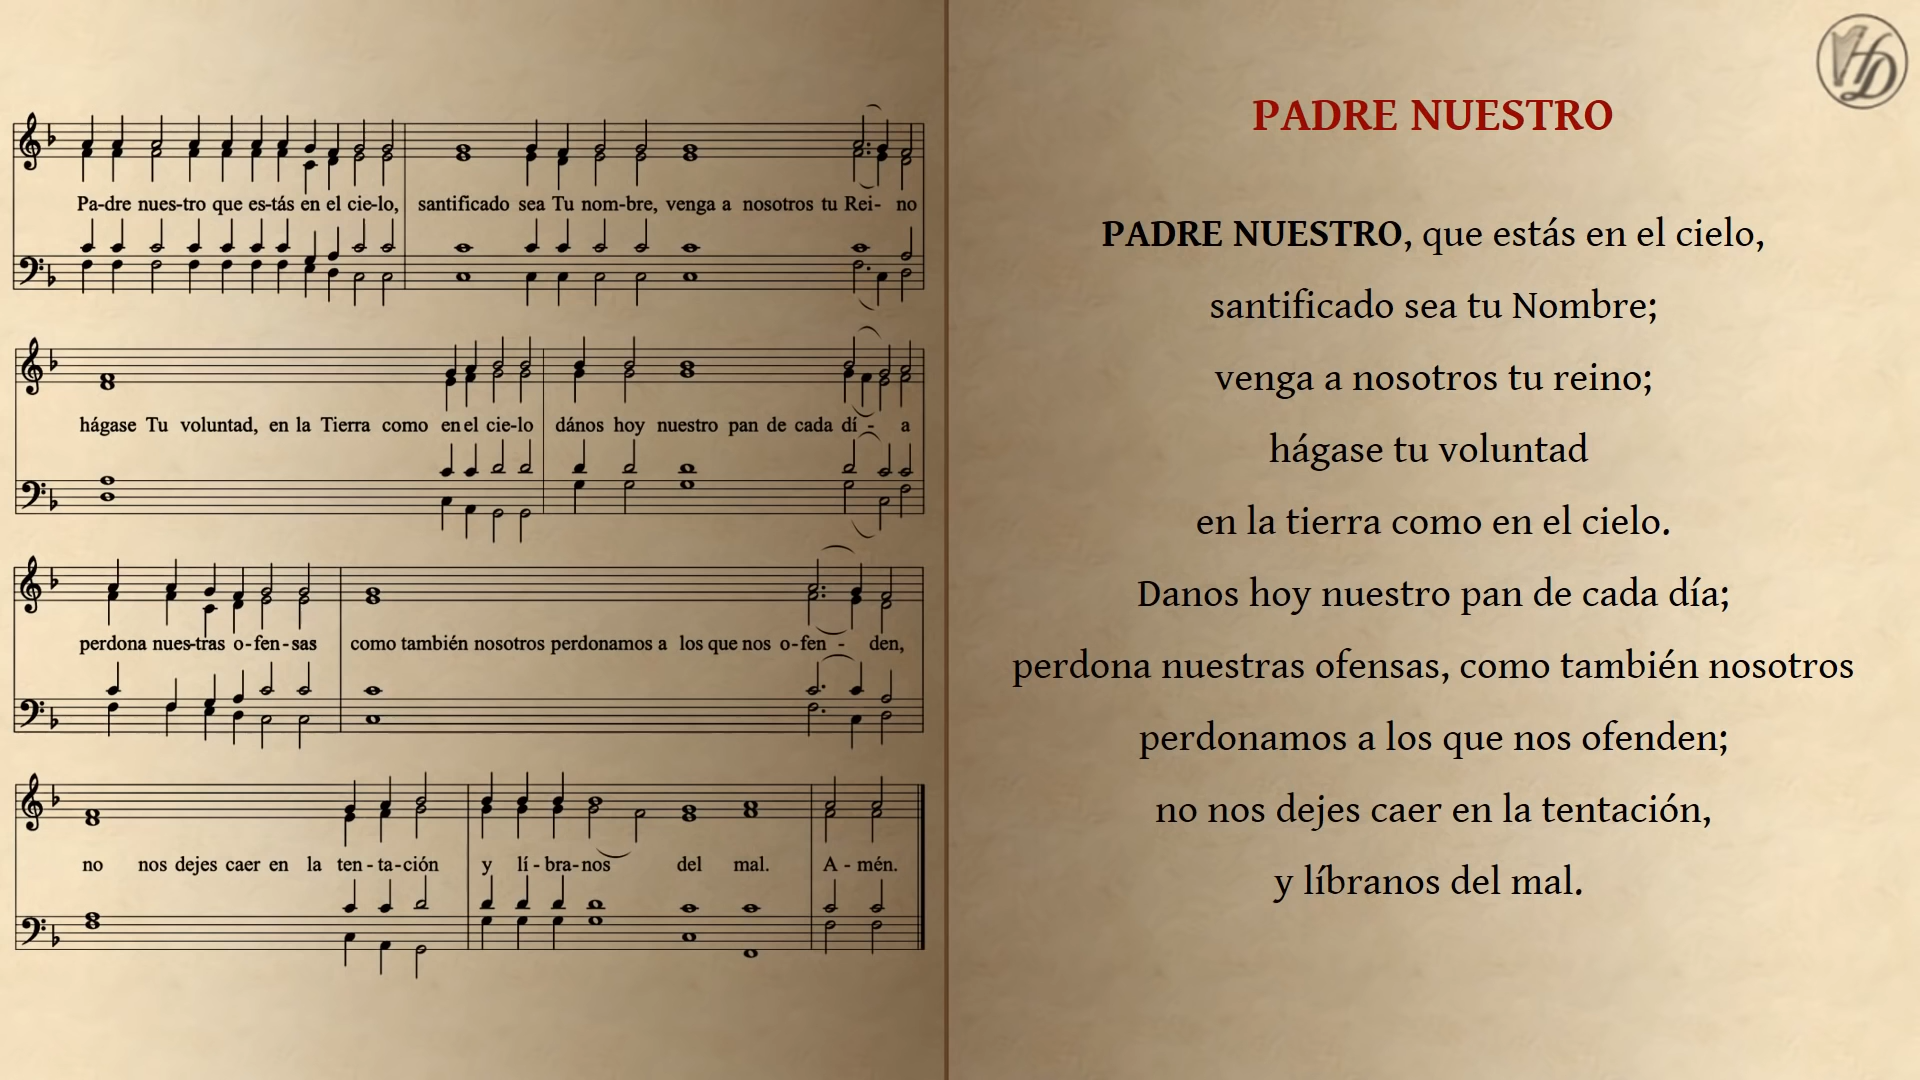 Pa-dre nues-tro que es-tás en el cie-lo, santificado sea Tu nom-bre, venga a nosotros tu Rei- no
hágase Tu voluntad, en la Tierra como en el cie-lo dános hoy nuestro pan de cada dí - a
perdona nues-tras o-fen-sas como también nosotros perdonamos a los que nos o-fen - den,
no nos dejes caer en la ten-ta-ción y lí-bra-nos del mal. A-mén.
HD
PADRE NUESTRO
PADRE NUESTRO, que estás en el cielo,
santificado sea tu Nombre;
venga a nosotros tu reino;
hágase tu voluntad
en la tierra como en el cielo.
Danos hoy nuestro pan de cada día;
perdona nuestras ofensas, como también nosotros
perdonamos a los que nos ofenden;
no nos dejes caer en la tentación,
y líbranos del mal.